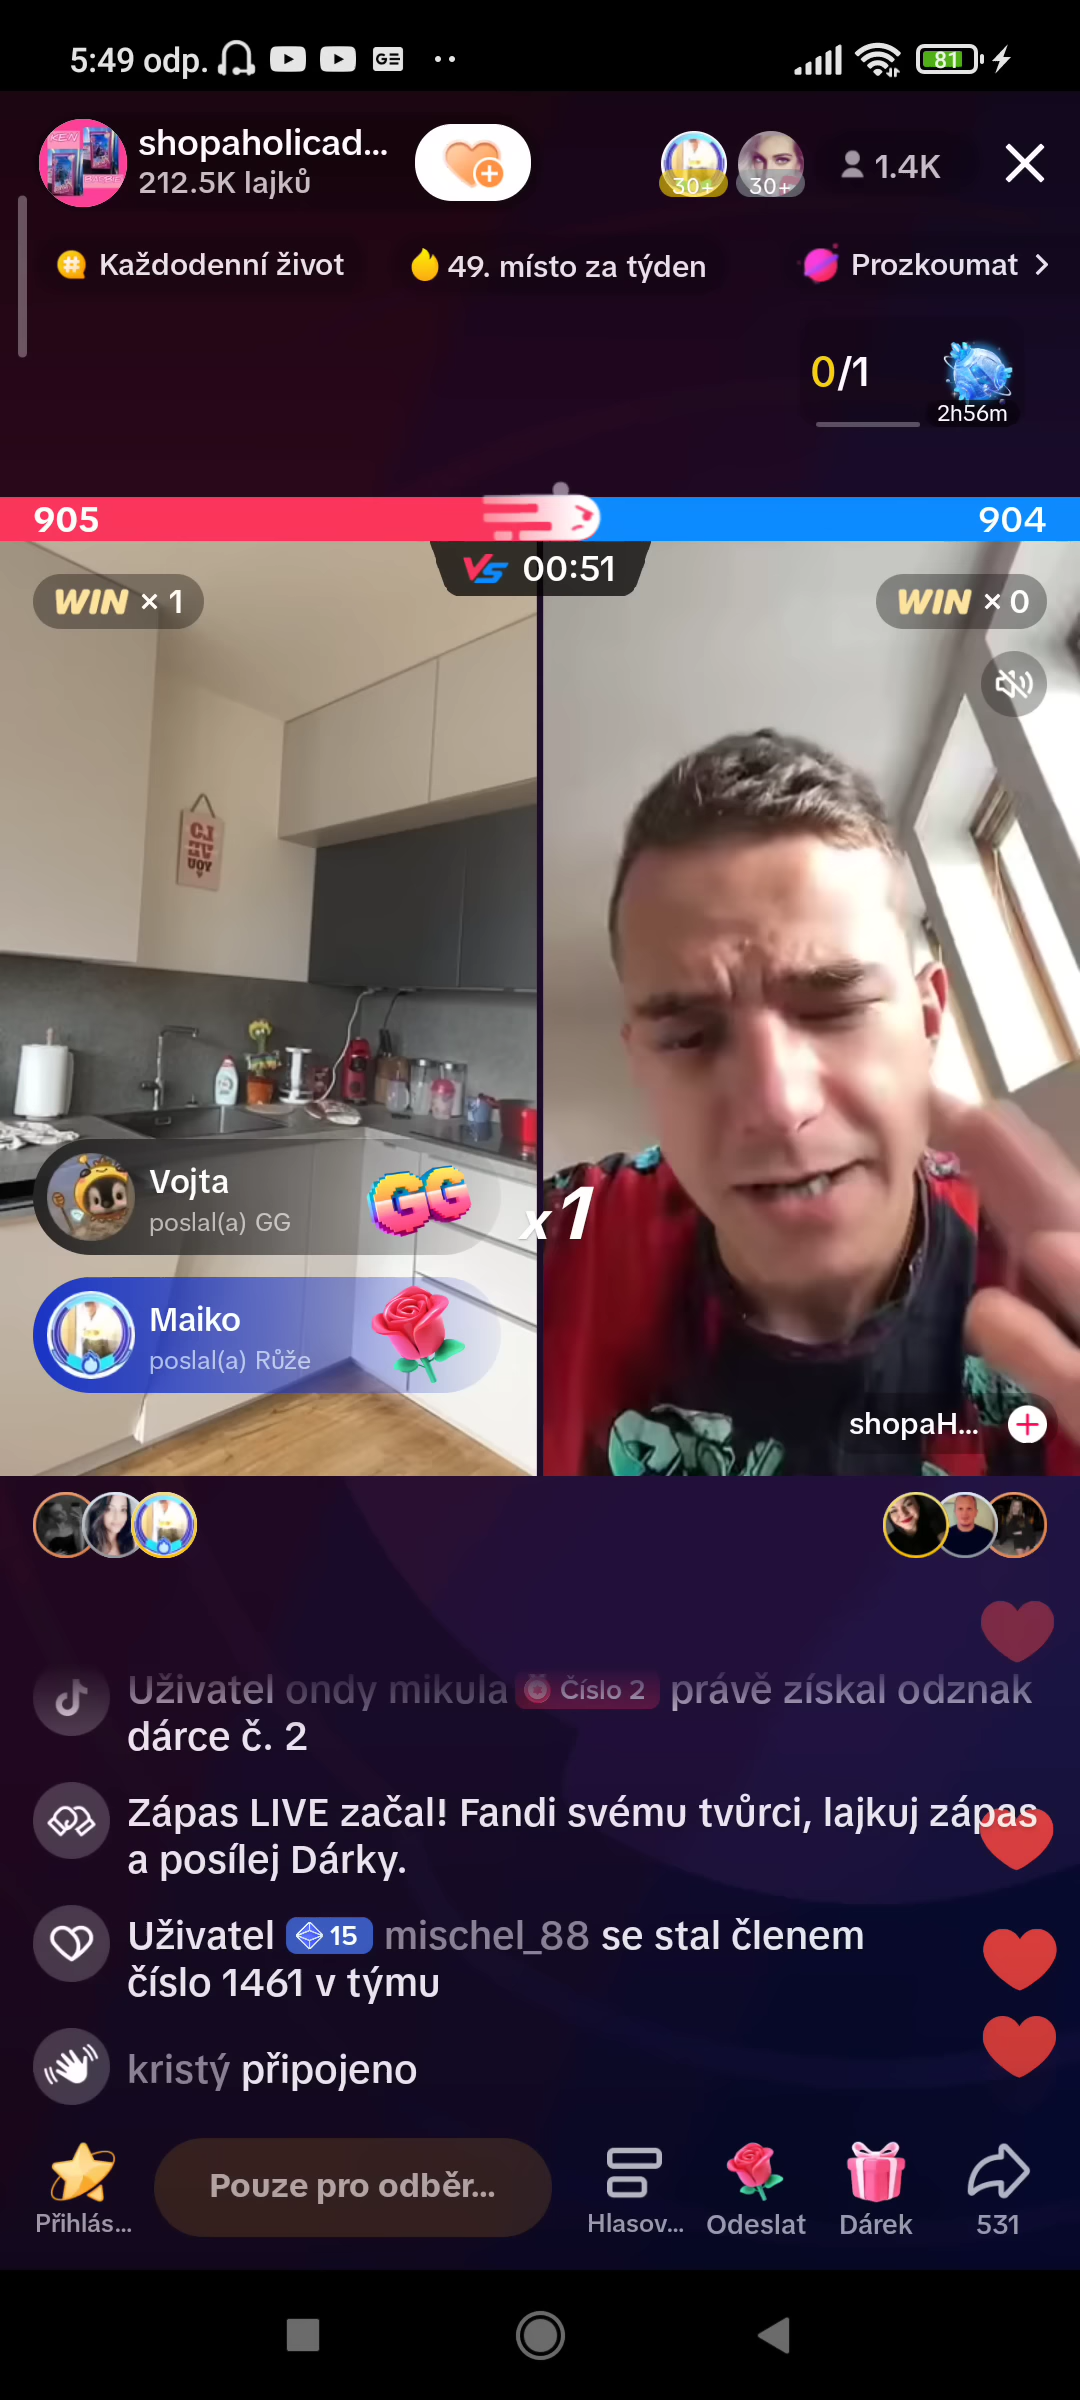 5:49 odp.
81
shopaholicad...
212.5K lajků
30+
30+
1.4K
Každodenní život
49. místo za týden
Prozkoumat
0/1
2h56m
905
904
VS 00:51
WIN × 1
WIN × 0
Vojta
poslal(a) GG
GG
x1
Maiko
poslal(a) Růže
shopaH...
Uživatel ondy mikula Číslo 2 právě získal odznak
dárce č. 2
Zápas LIVE začal! Fandi svému tvůrci, lajkuj zápas
a posílej Dárky.
Uživatel 15 mischel_88 se stal členem
číslo 1461 v týmu
kristý připojeno
Přihlás...
Pouze pro odběr...
Hlasov...
Odeslat
Dárek
531